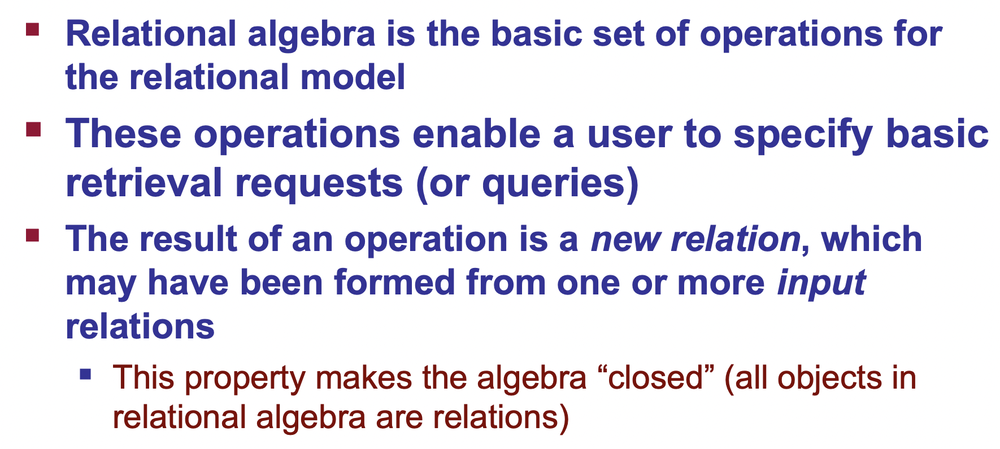 Relational algebra is the basic set of operations for
the relational model
These operations enable a user to specify basic
retrieval requests (or queries)
The result of an operation is a new relation, which
may have been formed from one or more input
relations
This property makes the algebra “closed” (all objects in
relational algebra are relations)